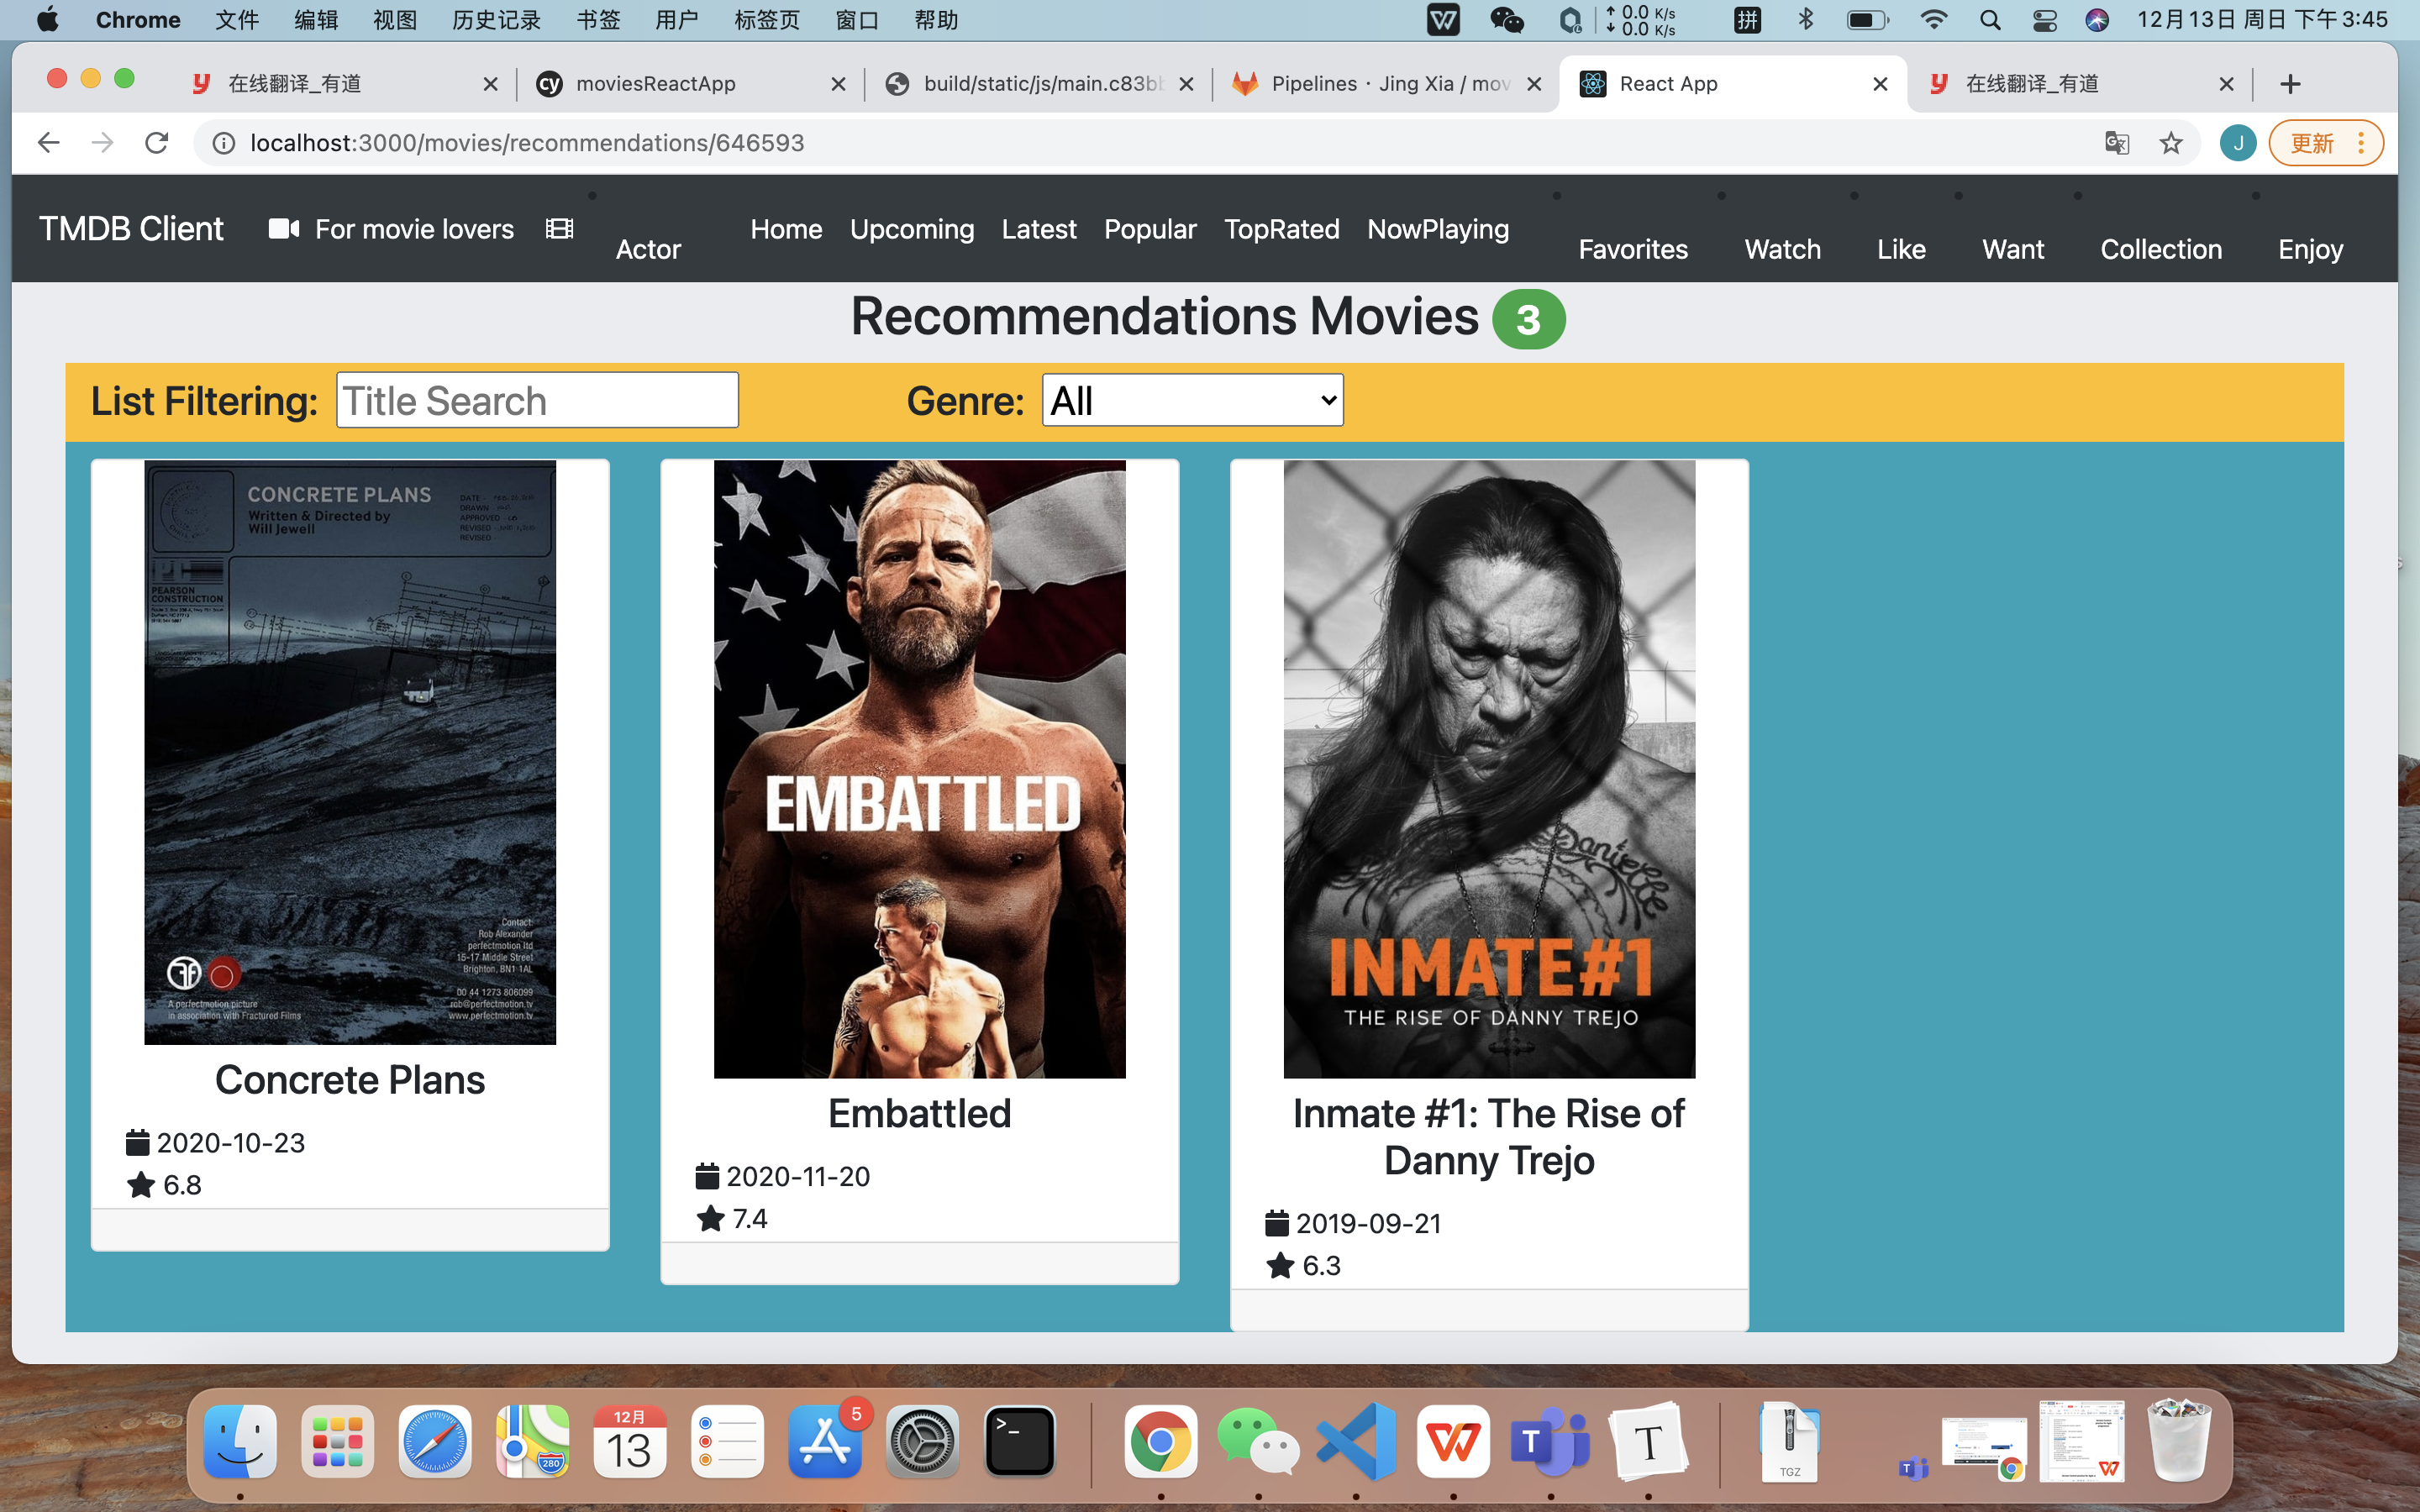 Chrome 文件 编辑 视图 历史记录 书签 用户 标签页 窗口 帮助 拼 0.0 K/s 0.0 K/s 12月13日 周日 下午3:45
在线翻译_有道 moviesReactApp build/static/js/main.c83bb Pipelines · Jing Xia / mov React App 在线翻译_有道
localhost:3000/movies/recommendations/646593 J 更新
TMDB Client For movie lovers Actor Home Upcoming Latest Popular TopRated NowPlaying Favorites Watch Like Want Collection Enjoy
Recommendations Movies 3
List Filtering: Title Search Genre: All
CONCRETE PLANS
Written & Directed by
Will Jewell
DATE
DRAWN
APPROVED
REVISED
REVISED
PEARSON
CONSTRUCTION
Contact:
Rob Alexander
perfectmotion ltd
15-17 Middle Street
Brighton, BN1 1AL
00 44 1273 806099
rob@perfectmotion.tv
www.perfectmotion.tv
A perfectmotion picture
in association with Fractured Films
Concrete Plans
2020-10-23
6.8
EMBATTLED
Embattled
2020-11-20
7.4
Danielle
INMATE #1
THE RISE OF DANNY TREJO
Inmate #1: The Rise of
Danny Trejo
2019-09-21
6.3
280
12月
13
5
>_
T
T
TGZ
T